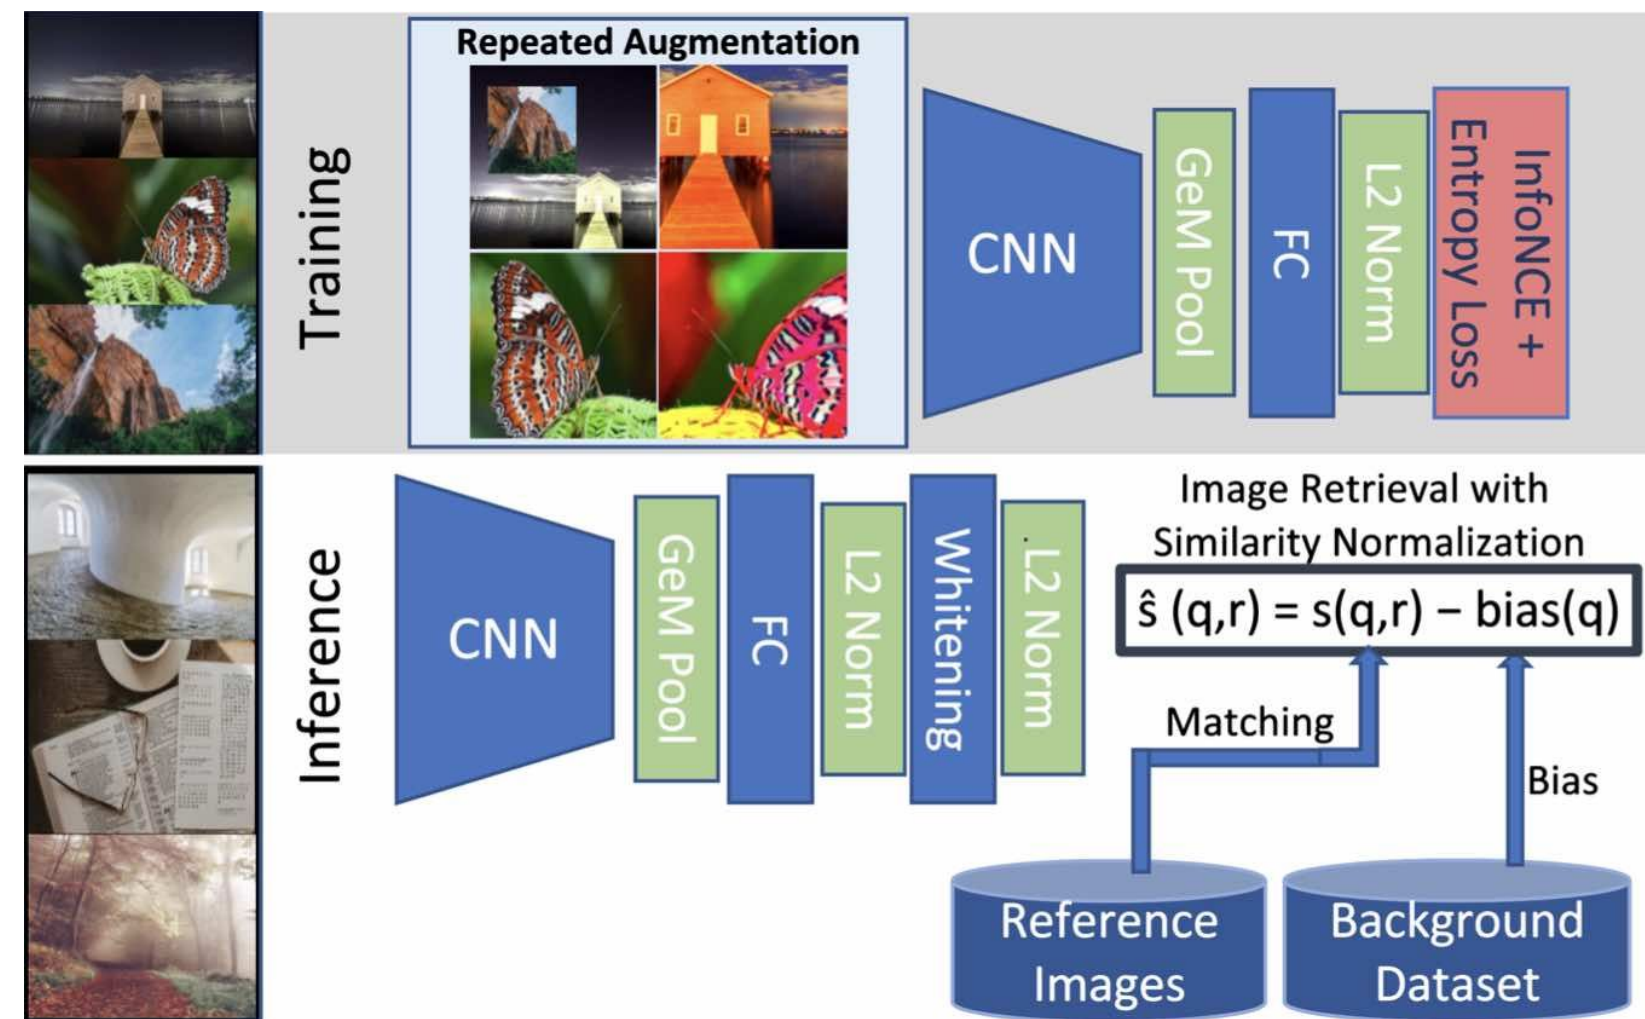 Training
Repeated Augmentation
CNN
GeM Pool
FC
L2 Norm
InfoNCE +
Entropy Loss
Inference
CNN
GeM Pool
FC
L2 Norm
Whitening
L2 Norm
Image Retrieval with
Similarity Normalization
ŝ (q,r) = s(q,r) – bias(q)
Matching
Bias
Reference
Images
Background
Dataset